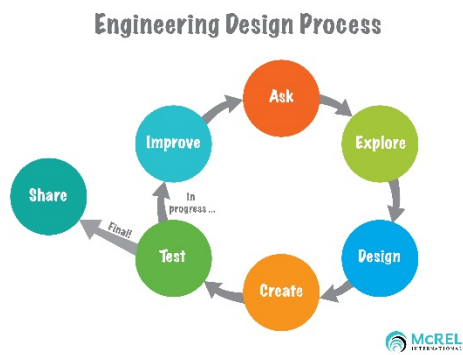 Engineering Design Process
Ask
Explore
Design
Create
Test
In
progress ...
Improve
Final!
Share
McREL
INTERNATIONAL